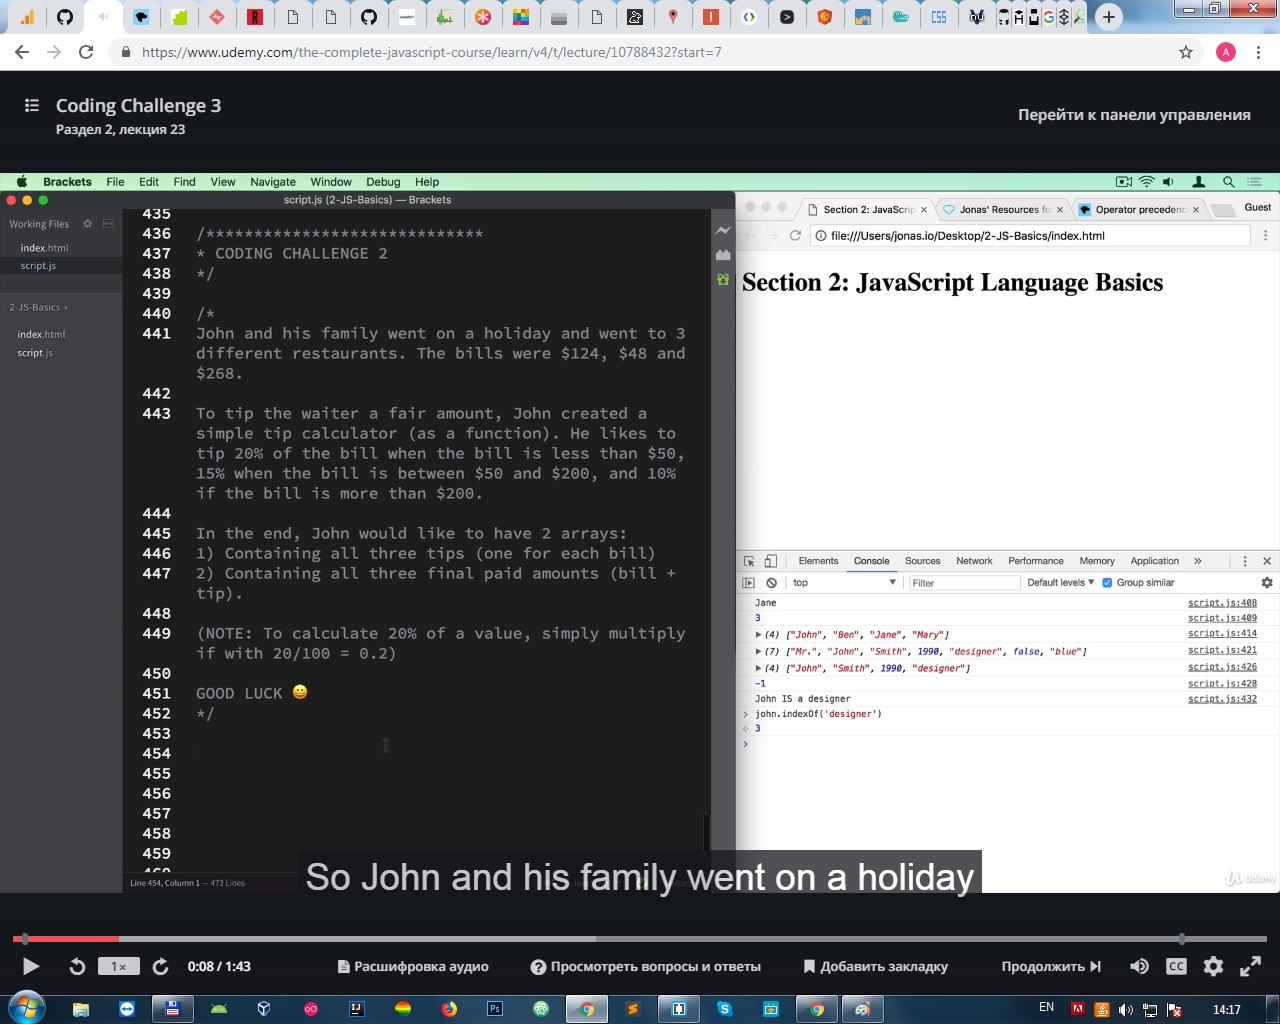 https://www.udemy.com/the-complete-javascript-course/learn/v4/t/lecture/10788432?start=7
A
Coding Challenge 3
Раздел 2, лекция 23
Перейти к панели управления
Brackets File Edit Find View Navigate Window Debug Help
script.js (2-JS-Basics) — Brackets
Working Files
index.html
script.js
2-JS-Basics
index.html
script.js
435
436 /*****************************
437 * CODING CHALLENGE 2
438 */
439
440 /*
441 John and his family went on a holiday and went to 3
different restaurants. The bills were $124, $48 and
$268.
442
443 To tip the waiter a fair amount, John created a
simple tip calculator (as a function). He likes to
tip 20% of the bill when the bill is less than $50,
15% when the bill is between $50 and $200, and 10%
if the bill is more than $200.
444
445 In the end, John would like to have 2 arrays:
446 1) Containing all three tips (one for each bill)
447 2) Containing all three final paid amounts (bill +
tip).
448
449 (NOTE: To calculate 20% of a value, simply multiply
if with 20/100 = 0.2)
450
451 GOOD LUCK 😀
452 */
453
454
455
456
457
458
459
Line 454, Column 1 — 473 Lines
Section 2: JavaScrip
Jonas' Resources fo
Operator precedenc
Guest
file:///Users/jonas.io/Desktop/2-JS-Basics/index.html
Section 2: JavaScript Language Basics
Elements Console Sources Network Performance Memory Application »
top Filter Default levels ▼ Group similar
Jane script.js:408
3 script.js:409
▶(4) ["John", "Ben", "Jane", "Mary"] script.js:414
▶(7) ["Mr.", "John", "Smith", 1990, "designer", false, "blue"] script.js:421
▶(4) ["John", "Smith", 1990, "designer"] script.js:426
-1 script.js:428
John IS a designer script.js:432
> john.indexOf('designer')
3
>
So John and his family went on a holiday
Udemy
1× 0:08 / 1:43 Расшифровка аудио Просмотреть вопросы и ответы Добавить закладку Продолжить CC
EN 14:17